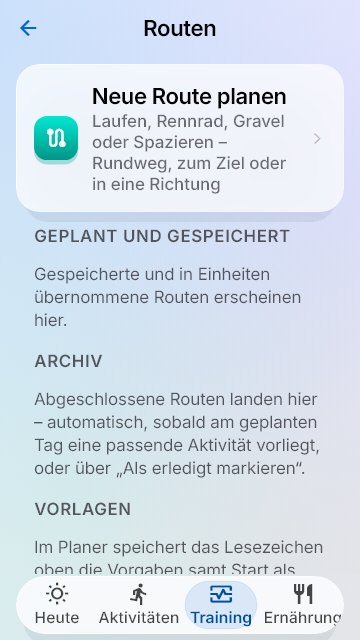 Routen
Neue Route planen
Laufen, Rennrad, Gravel
oder Spazieren –
Rundweg, zum Ziel oder
in eine Richtung
GEPLANT UND GESPEICHERT
Gespeicherte und in Einheiten
übernommene Routen erscheinen
hier.
ARCHIV
Abgeschlossene Routen landen hier
– automatisch, sobald am geplanten
Tag eine passende Aktivität vorliegt,
oder über „Als erledigt markieren“.
VORLAGEN
Im Planer speichert das Lesezeichen
oben die Vorgaben samt Start als
Heute
Aktivitäten
Training
Ernährung